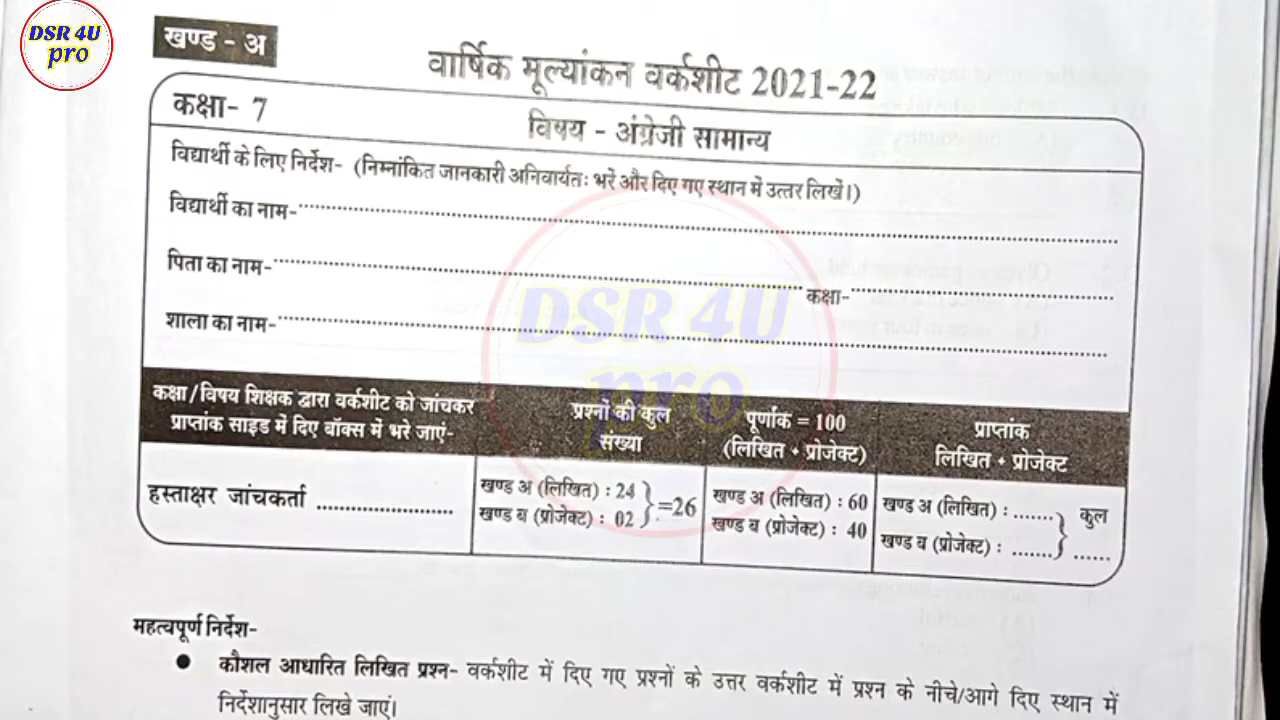 DSR 4U
pro
खण्ड - अ
वार्षिक मूल्यांकन वर्कशीट 2021-22
कक्षा- 7
विषय - अंग्रेजी सामान्य
विद्यार्थी के लिए निर्देश- (निम्नांकित जानकारी अनिवार्यतः भरें और दिए गए स्थान में उत्तर लिखें।)
विद्यार्थी का नाम-
पिता का नाम- कक्षा-
शाला का नाम-
DSR 4U
pro
कक्षा/विषय शिक्षक द्वारा वर्कशीट को जांचकर
प्राप्तांक साइड में दिए बॉक्स में भरे जाएं-
प्रश्नों की कुल
संख्या
पूर्णांक = 100
(लिखित + प्रोजेक्ट)
प्राप्तांक
लिखित + प्रोजेक्ट
हस्ताक्षर जांचकर्ता ........................
खण्ड अ (लिखित) : 24
खण्ड ब (प्रोजेक्ट) : 02
=26
खण्ड अ (लिखित) : 60
खण्ड ब (प्रोजेक्ट) : 40
खण्ड अ (लिखित) : ....... कुल
खण्ड ब (प्रोजेक्ट) : ....... ......
महत्वपूर्ण निर्देश-
● कौशल आधारित लिखित प्रश्न- वर्कशीट में दिए गए प्रश्नों के उत्तर वर्कशीट में प्रश्न के नीचे/आगे दिए स्थान में
निर्देशानुसार लिखे जाएं।